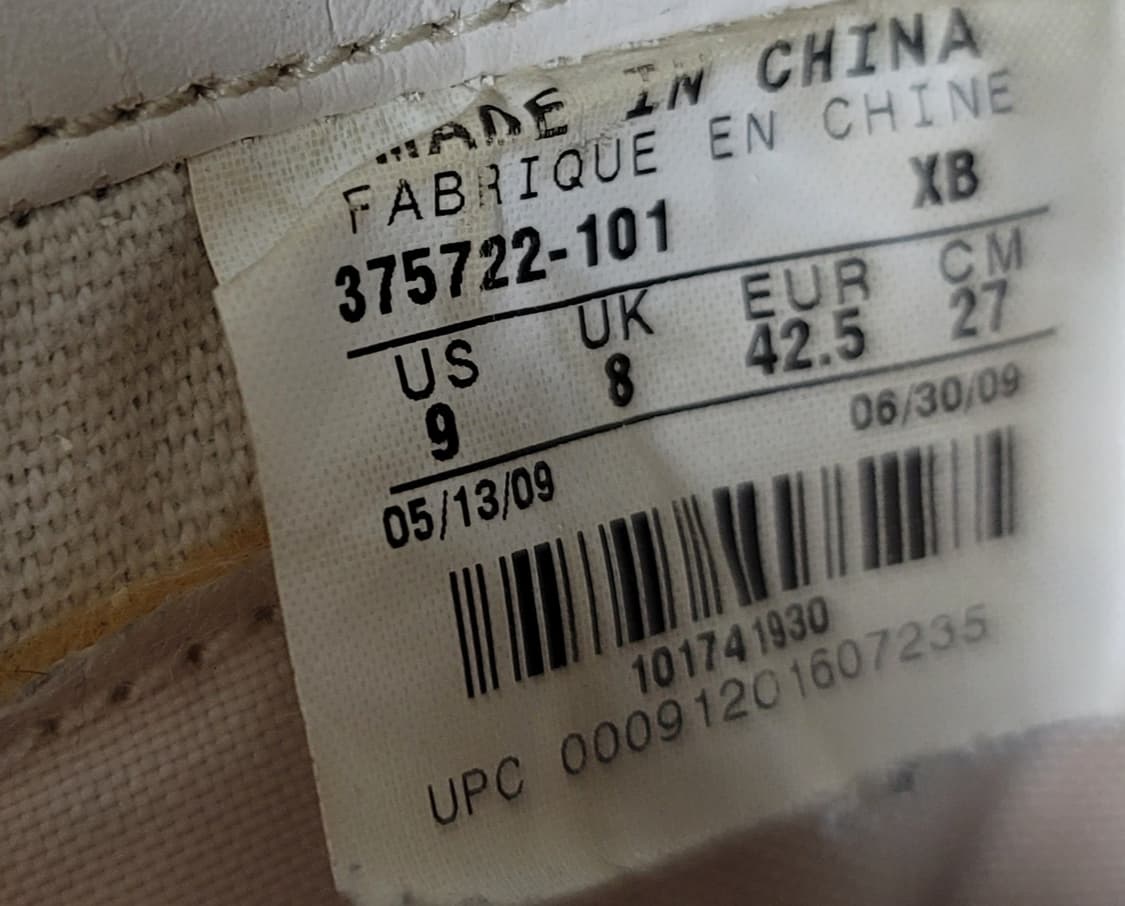 MADE IN CHINA
FABRIQUE EN CHINE
375722-101 XB
US UK EUR CM
9 8 42.5 27
05/13/09 06/30/09
101741930
UPC 00091201607235